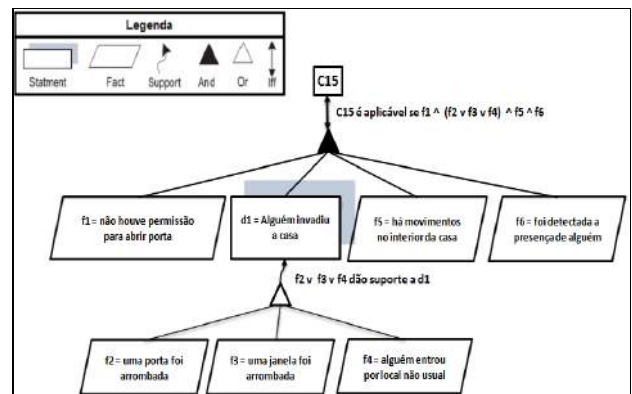 Legenda
Statment
Fact
Support
And
Or
Iff
C15
C15 é aplicável se f1 ^ (f2 v f3 v f4) ^ f5 ^ f6
f1 = não houve permissão
para abrir porta
d1 = Alguém invadiu
a casa
f5 = há movimentos
no interior da casa
f6 = foi detectada a
presença de alguém
f2 v f3 v f4 dão suporte a d1
f2 = uma porta foi
arrombada
f3 = uma janela foi
arrombada
f4 = alguém entrou
por local não usual